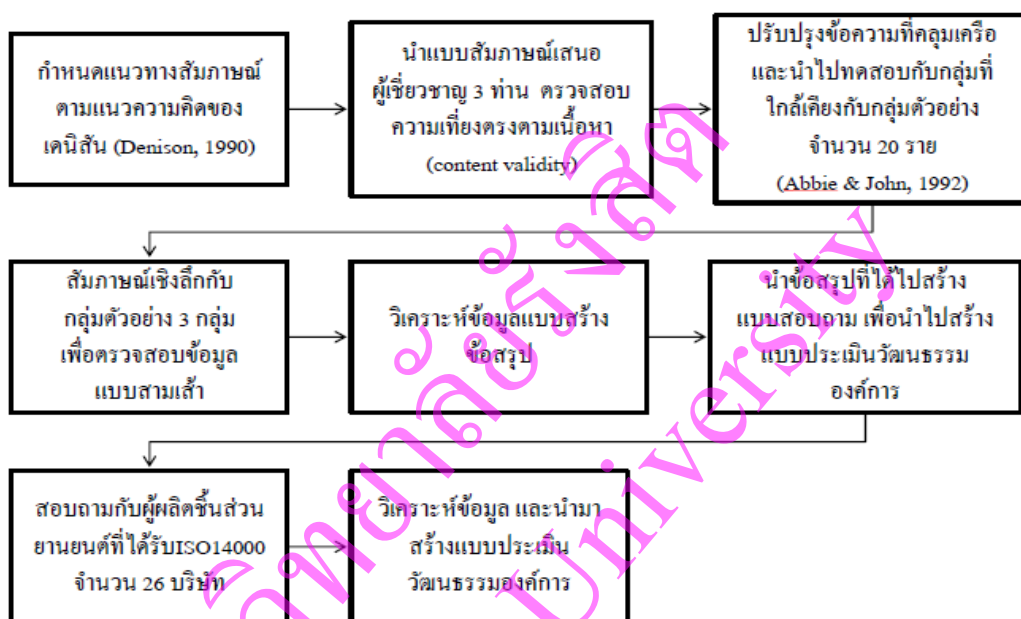 กำหนดแนวทางสัมภาษณ์
ตามแนวความคิดของ
เดนิสัน (Denison, 1990)
นำแบบสัมภาษณ์เสนอ
ผู้เชี่ยวชาญ 3 ท่าน ตรวจสอบ
ความเที่ยงตรงตามเนื้อหา
(content validity)
ปรับปรุงข้อความที่คลุมเครือ
และนำไปทดสอบกับกลุ่มที่
ใกล้เคียงกับกลุ่มตัวอย่าง
จำนวน 20 ราย
(Abbie & John, 1992)
สัมภาษณ์เชิงลึกกับ
กลุ่มตัวอย่าง 3 กลุ่ม
เพื่อตรวจสอบข้อมูล
แบบสามเส้า
วิเคราะห์ข้อมูลแบบสร้าง
ข้อสรุป
นำข้อสรุปที่ได้ไปสร้าง
แบบสอบถาม เพื่อนำไปสร้าง
แบบประเมินวัฒนธรรม
องค์การ
สอบถามกับผู้ผลิตชิ้นส่วน
ยานยนต์ที่ได้รับISO14000
จำนวน 26 บริษัท
วิเคราะห์ข้อมูล และนำมา
สร้างแบบประเมิน
วัฒนธรรมองค์การ
วิทยาลัยรังสิต
University